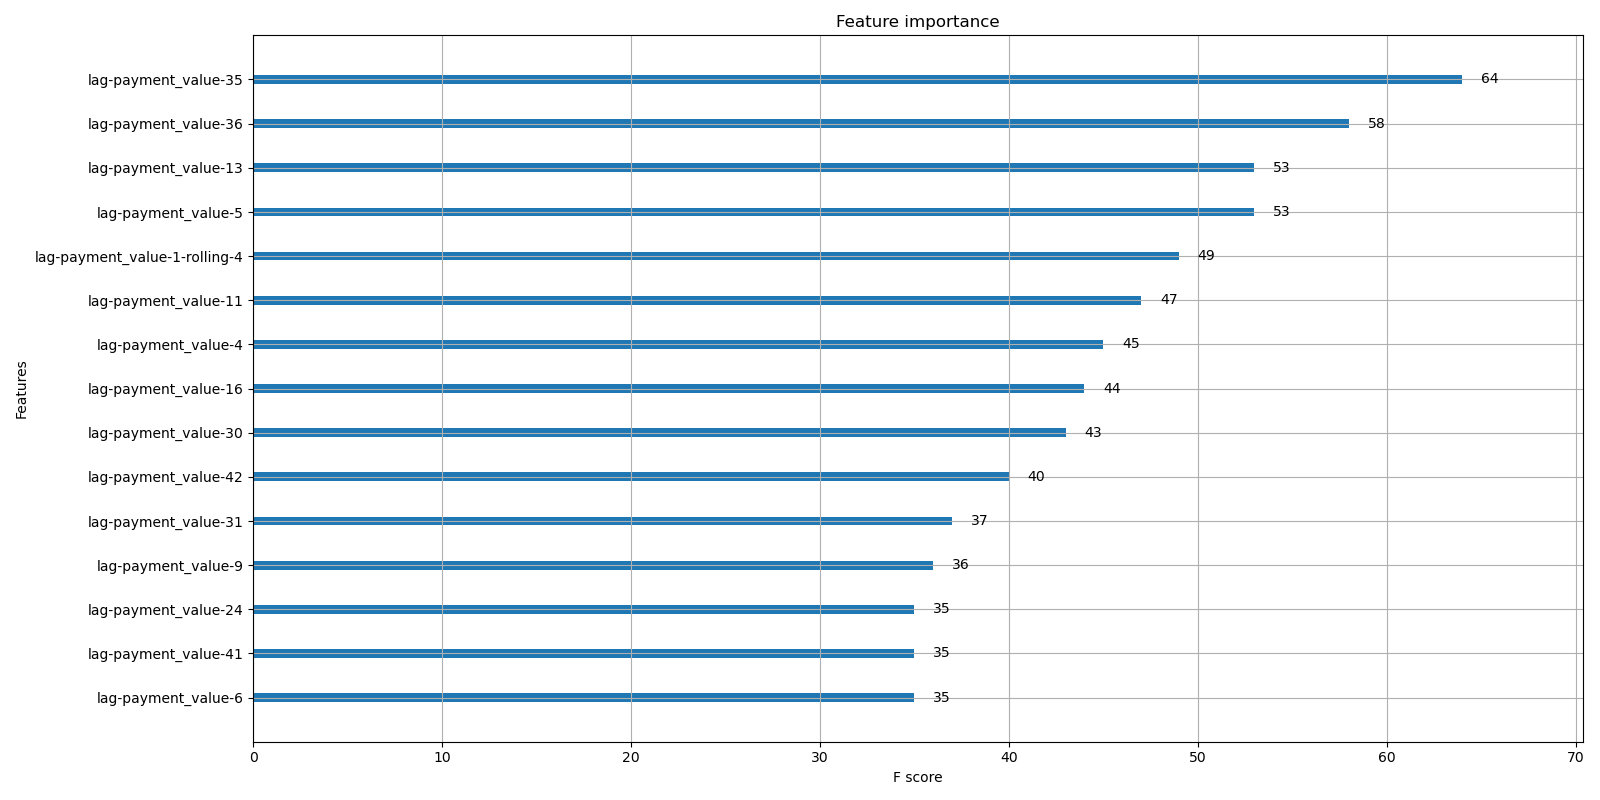 Feature importance
lag-payment_value-35 64
lag-payment_value-36 58
lag-payment_value-13 53
lag-payment_value-5 53
lag-payment_value-1-rolling-4 49
lag-payment_value-11 47
lag-payment_value-4 45
lag-payment_value-16 44
lag-payment_value-30 43
lag-payment_value-42 40
lag-payment_value-31 37
lag-payment_value-9 36
lag-payment_value-24 35
lag-payment_value-41 35
lag-payment_value-6 35
Features
0 10 20 30 40 50 60 70
F score